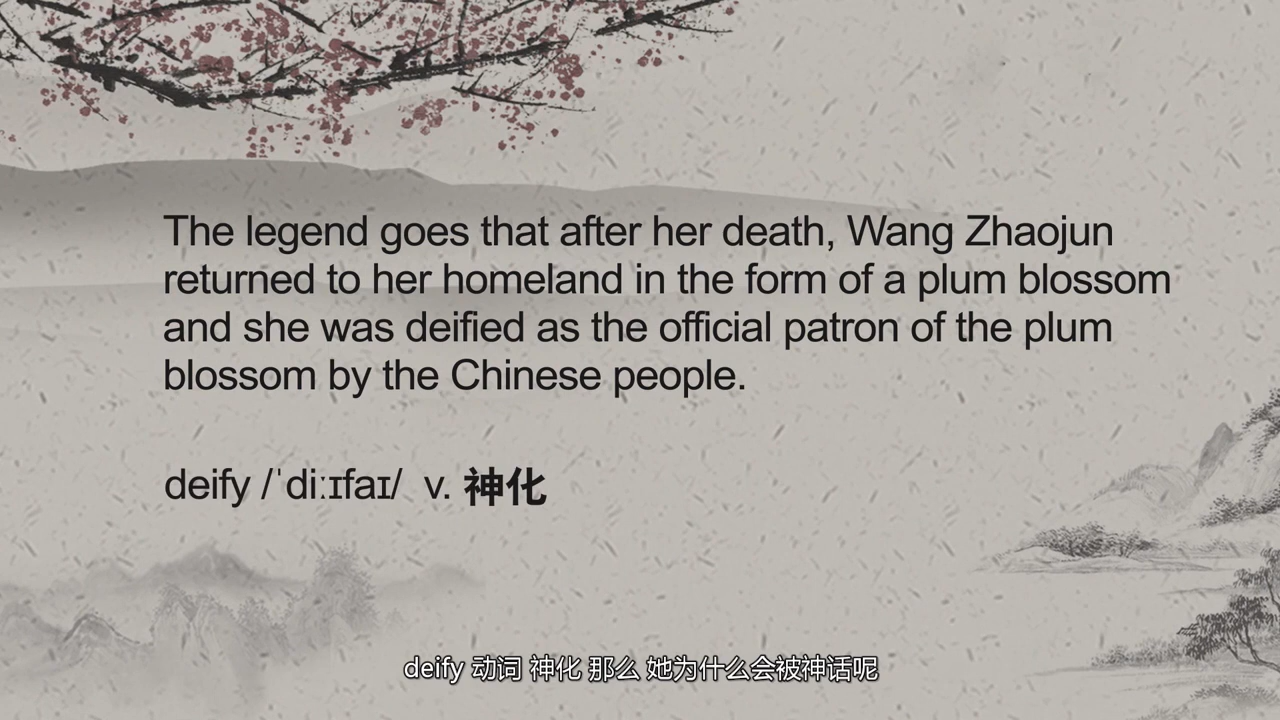 The legend goes that after her death, Wang Zhaojun
returned to her homeland in the form of a plum blossom
and she was deified as the official patron of the plum
blossom by the Chinese people.
deify /ˈdiːɪfaɪ/ v. 神化
deify 动词 神化 那么 她为什么会被神话呢